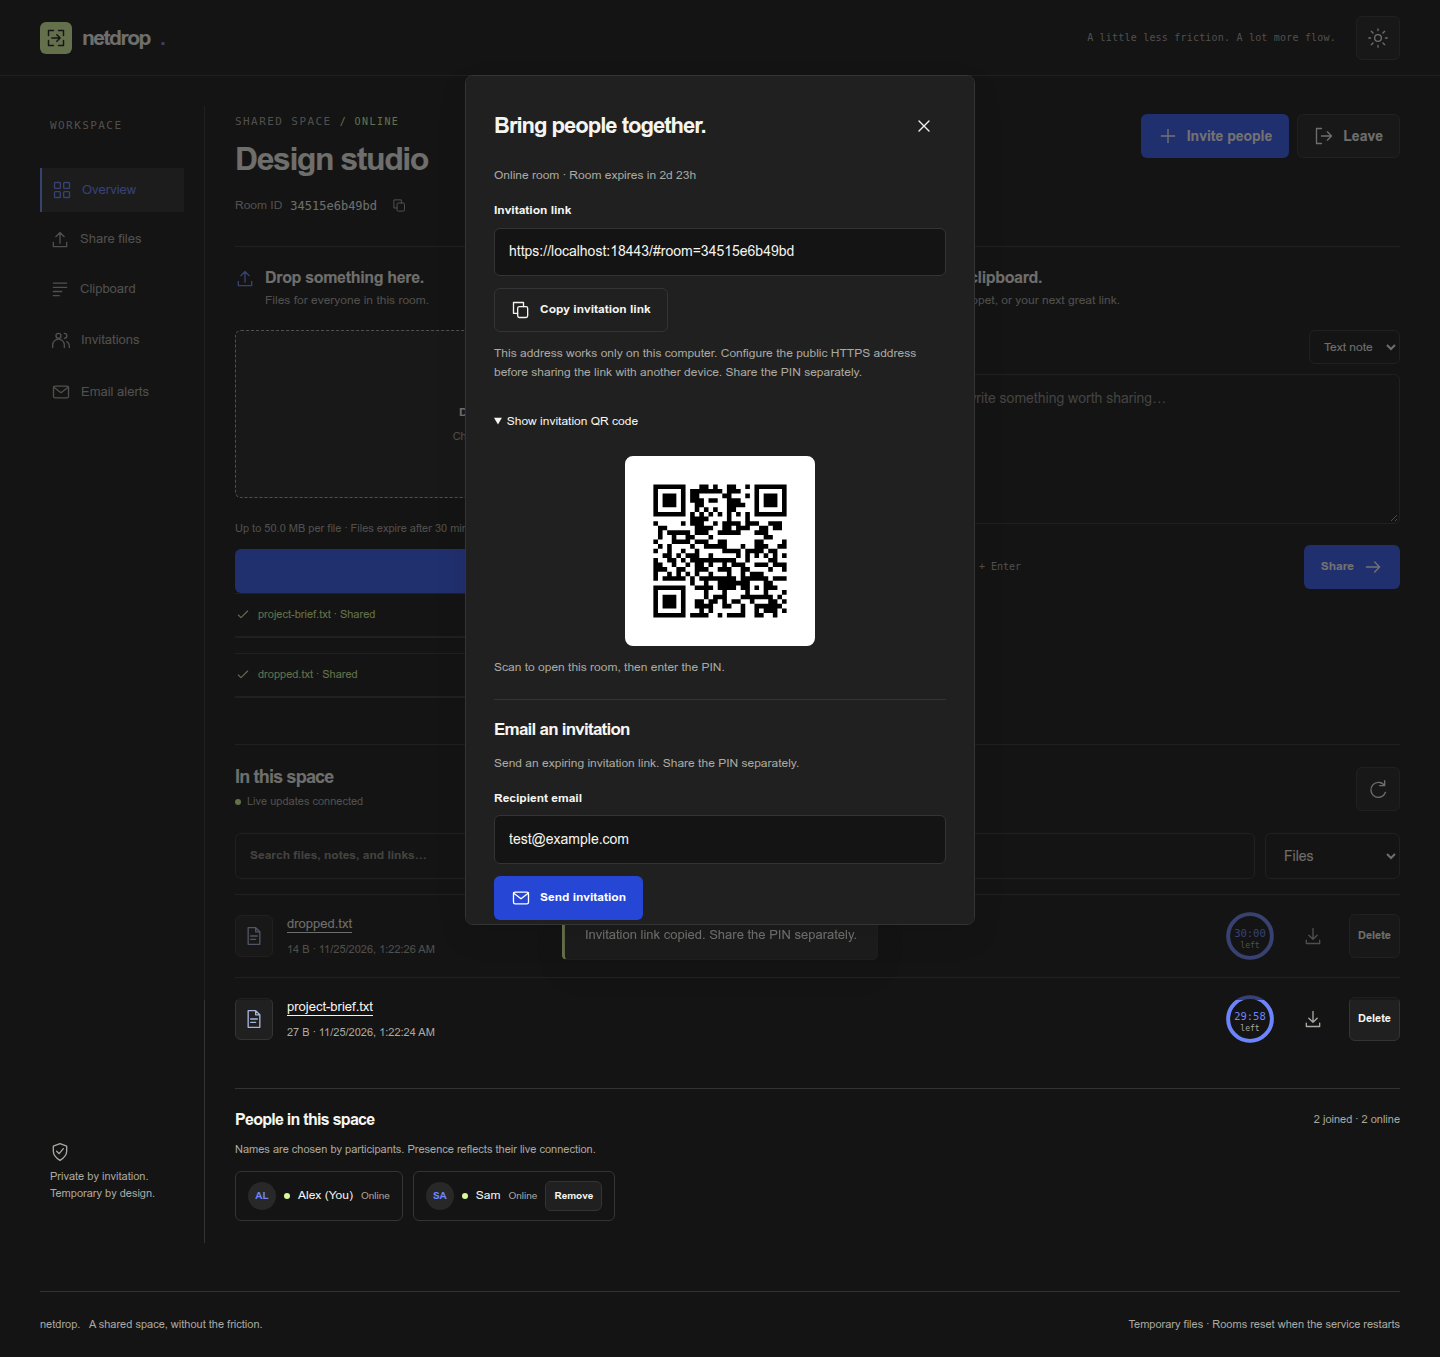 netdrop.
A little less friction. A lot more flow.
WORKSPACE
Overview
Share files
Clipboard
Invitations
Email alerts
SHARED SPACE / ONLINE
Design studio
Room ID 34515e6b49bd
Invite people
Leave
Drop something here.
Files for everyone in this room.
Up to 50.0 MB per file · Files expire after 30 min
project-brief.txt · Shared
dropped.txt · Shared
clipboard.
or your next great link.
Text note
write something worth sharing…
+ Enter
Share
Bring people together.
Online room · Room expires in 2d 23h
Invitation link
https://localhost:18443/#room=34515e6b49bd
Copy invitation link
This address works only on this computer. Configure the public HTTPS address
before sharing the link with another device. Share the PIN separately.
Show invitation QR code
Scan to open this room, then enter the PIN.
Email an invitation
Send an expiring invitation link. Share the PIN separately.
Recipient email
test@example.com
Send invitation
Invitation link copied. Share the PIN separately.
In this space
Live updates connected
Search files, notes, and links…
Files
dropped.txt
14 B · 11/25/2026, 1:22:26 AM
30:00
left
Delete
project-brief.txt
27 B · 11/25/2026, 1:22:24 AM
29:58
left
Delete
People in this space
2 joined · 2 online
Names are chosen by participants. Presence reflects their live connection.
AL Alex (You) Online
SA Sam Online Remove
Private by invitation.
Temporary by design.
netdrop. A shared space, without the friction.
Temporary files · Rooms reset when the service restarts